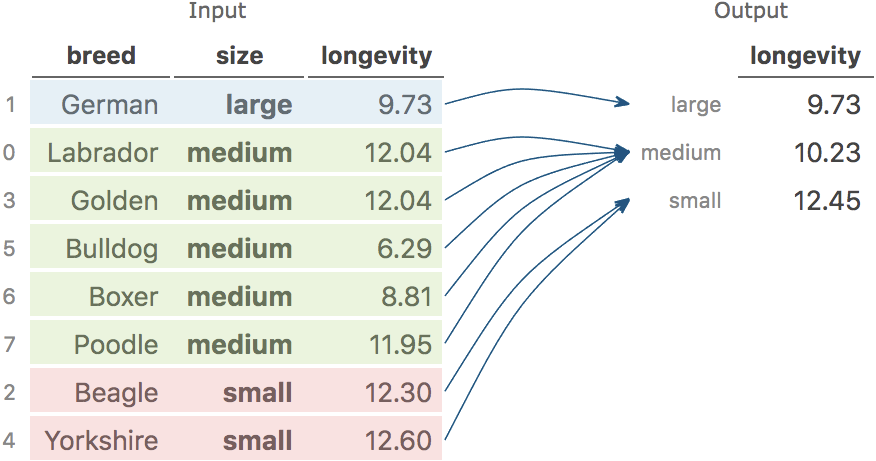 Input Output
breed size longevity longevity
1 German large 9.73 large 9.73
0 Labrador medium 12.04 medium 10.23
3 Golden medium 12.04 small 12.45
5 Bulldog medium 6.29
6 Boxer medium 8.81
7 Poodle medium 11.95
2 Beagle small 12.30
4 Yorkshire small 12.60